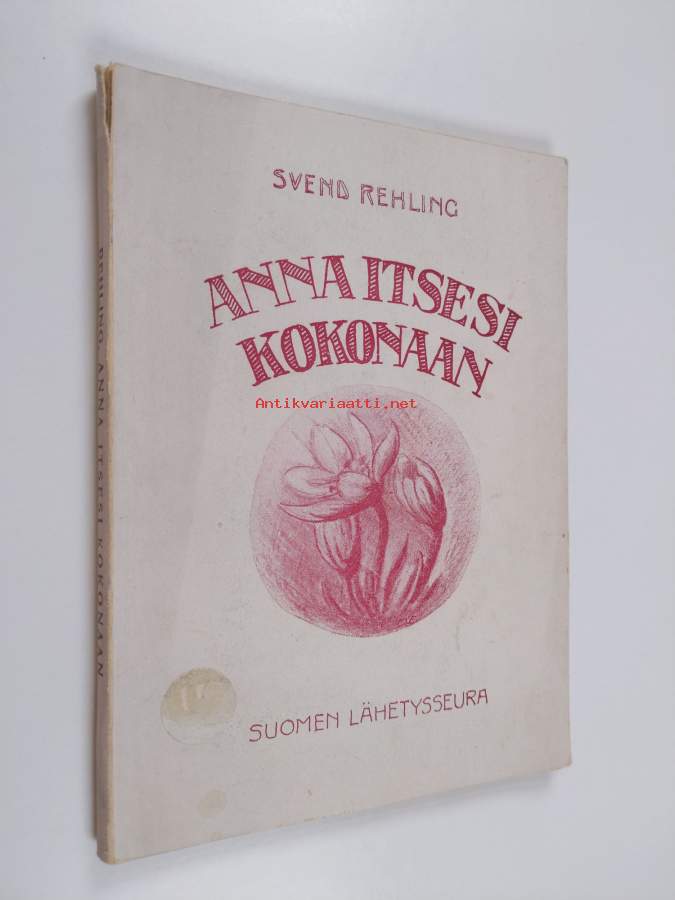 SVEND REHLING
ANNA ITSESI
KOKONAAN
Antikvariaatti.net
SUOMEN LÄHETYSSEURA
REHLING ANNA ITSESI KOKONAAN